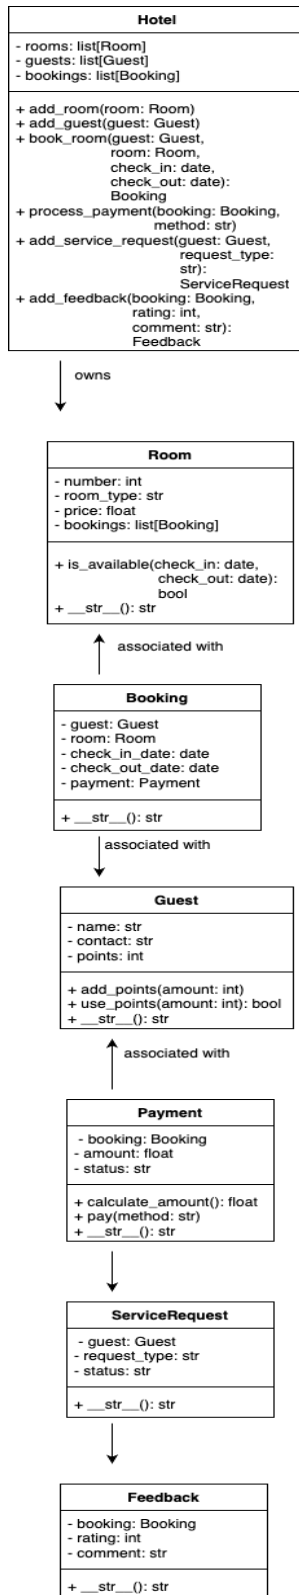 Hotel
- rooms: list[Room]
- guests: list[Guest]
- bookings: list[Booking]
+ add_room(room: Room)
+ add_guest(guest: Guest)
+ book_room(guest: Guest,
room: Room,
check_in: date,
check_out: date):
Booking
+ process_payment(booking: Booking,
method: str)
+ add_service_request(guest: Guest,
request_type:
str):
ServiceRequest
+ add_feedback(booking: Booking,
rating: int,
comment: str):
Feedback
owns
Room
- number: int
- room_type: str
- price: float
- bookings: list[Booking]
+ is_available(check_in: date,
check_out: date):
bool
+ __str__(): str
associated with
Booking
- guest: Guest
- room: Room
- check_in_date: date
- check_out_date: date
- payment: Payment
+ __str__(): str
associated with
Guest
- name: str
- contact: str
- points: int
+ add_points(amount: int)
+ use_points(amount: int): bool
+ __str__(): str
associated with
Payment
- booking: Booking
- amount: float
- status: str
+ calculate_amount(): float
+ pay(method: str)
+ __str__(): str
ServiceRequest
- guest: Guest
- request_type: str
- status: str
+ __str__(): str
Feedback
- booking: Booking
- rating: int
- comment: str
+ __str__(): str